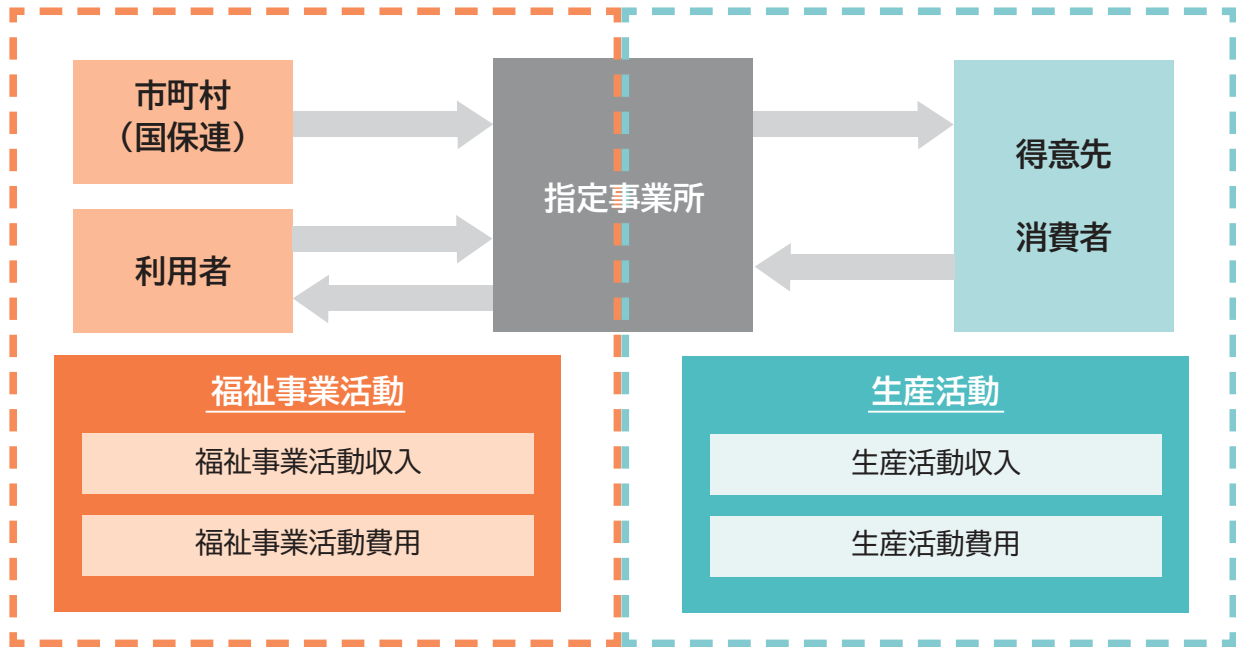 市町村
（国保連）
利用者
指定事業所
得意先
消費者
福祉事業活動
福祉事業活動収入
福祉事業活動費用
生産活動
生産活動収入
生産活動費用